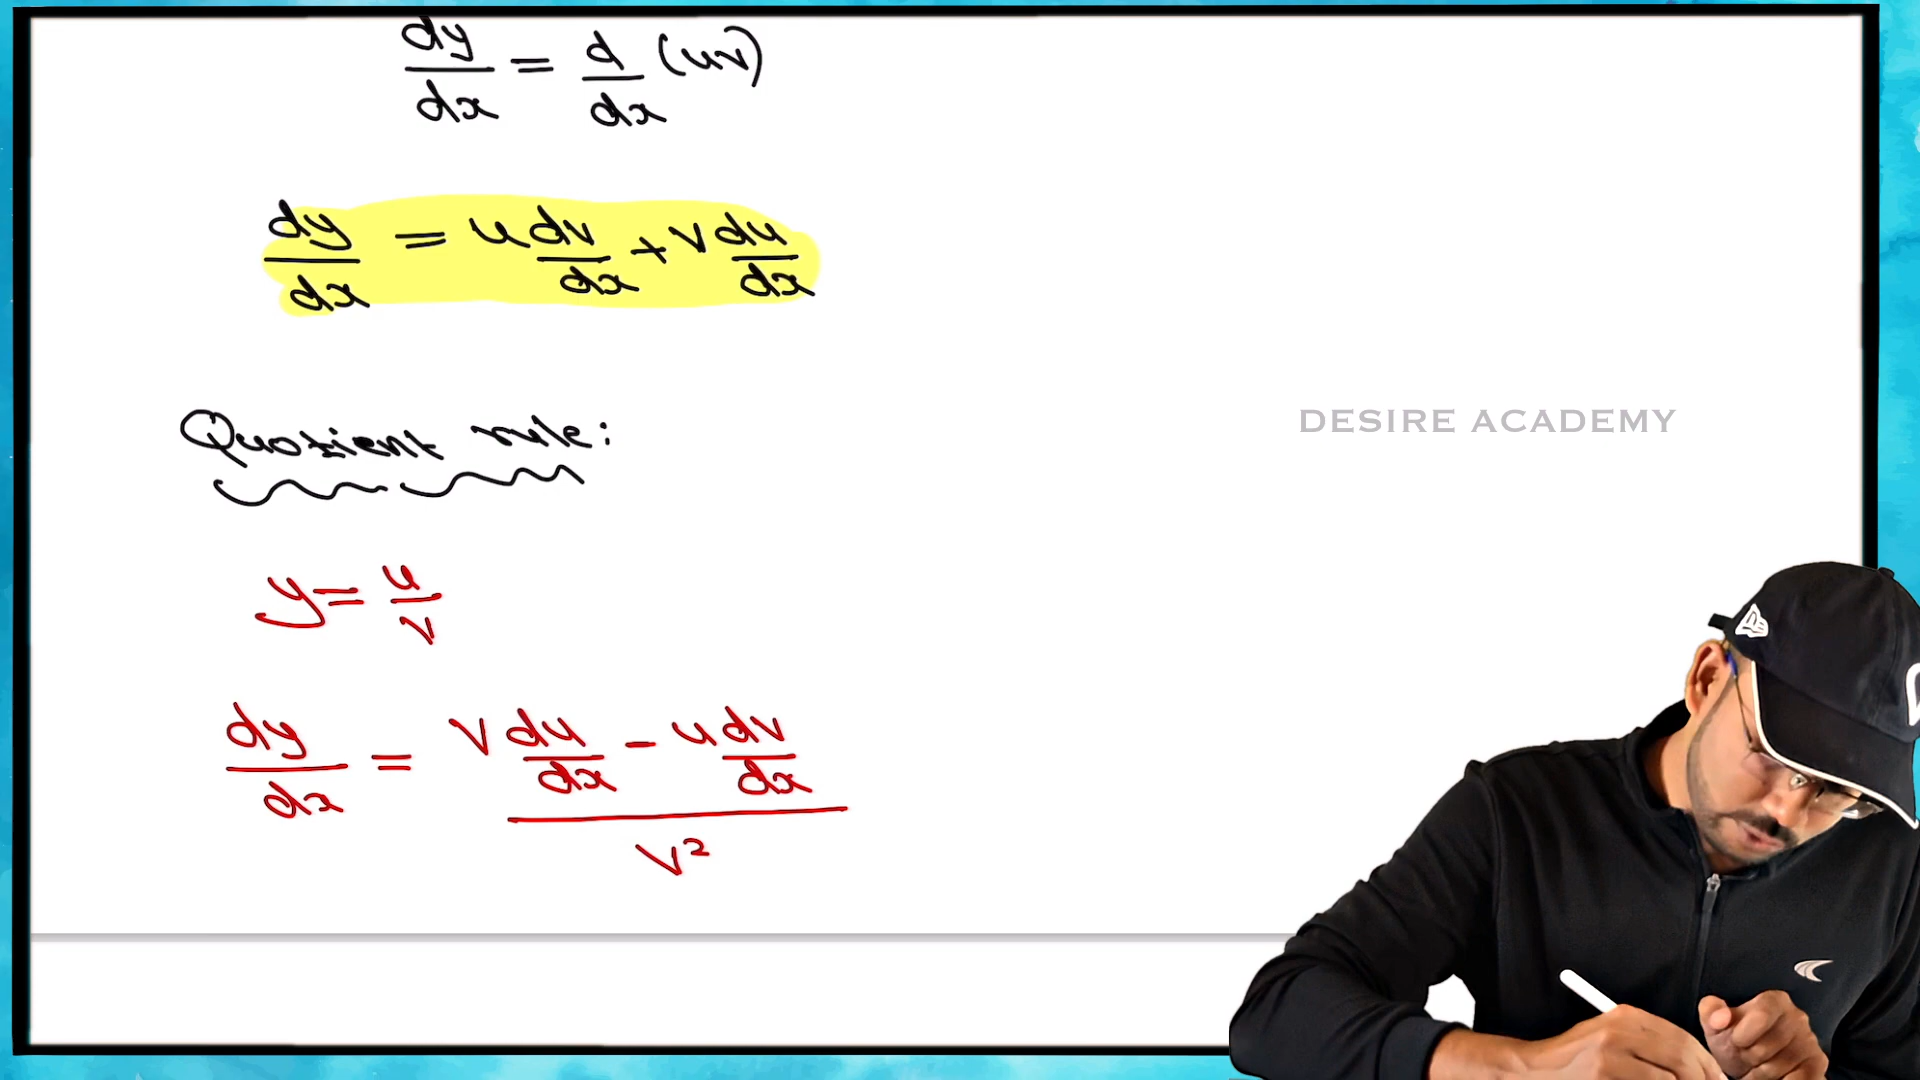 dy/dx = d/dx (uv)
dy/dx = u dv/dx + v du/dx
Quotient rule:
DESIRE ACADEMY
y = u/v
dy/dx = (v du/dx - u dv/dx)/v²